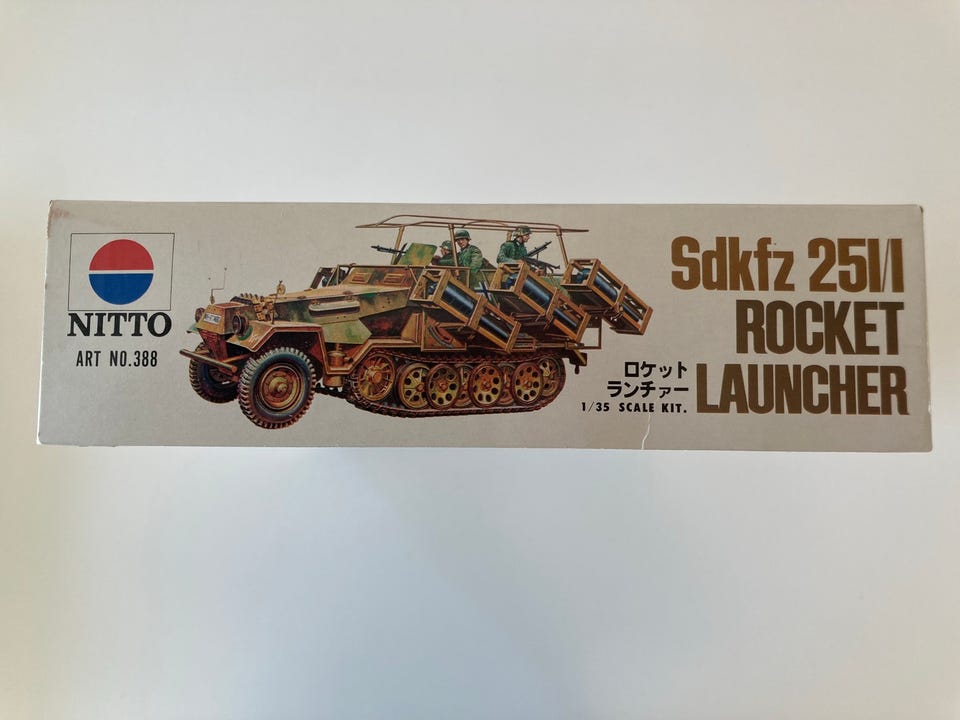 NITTO
ART NO.388
Sdkfz 251/1
ROCKET
LAUNCHER
ロケット
ランチャー
1/35 SCALE KIT.